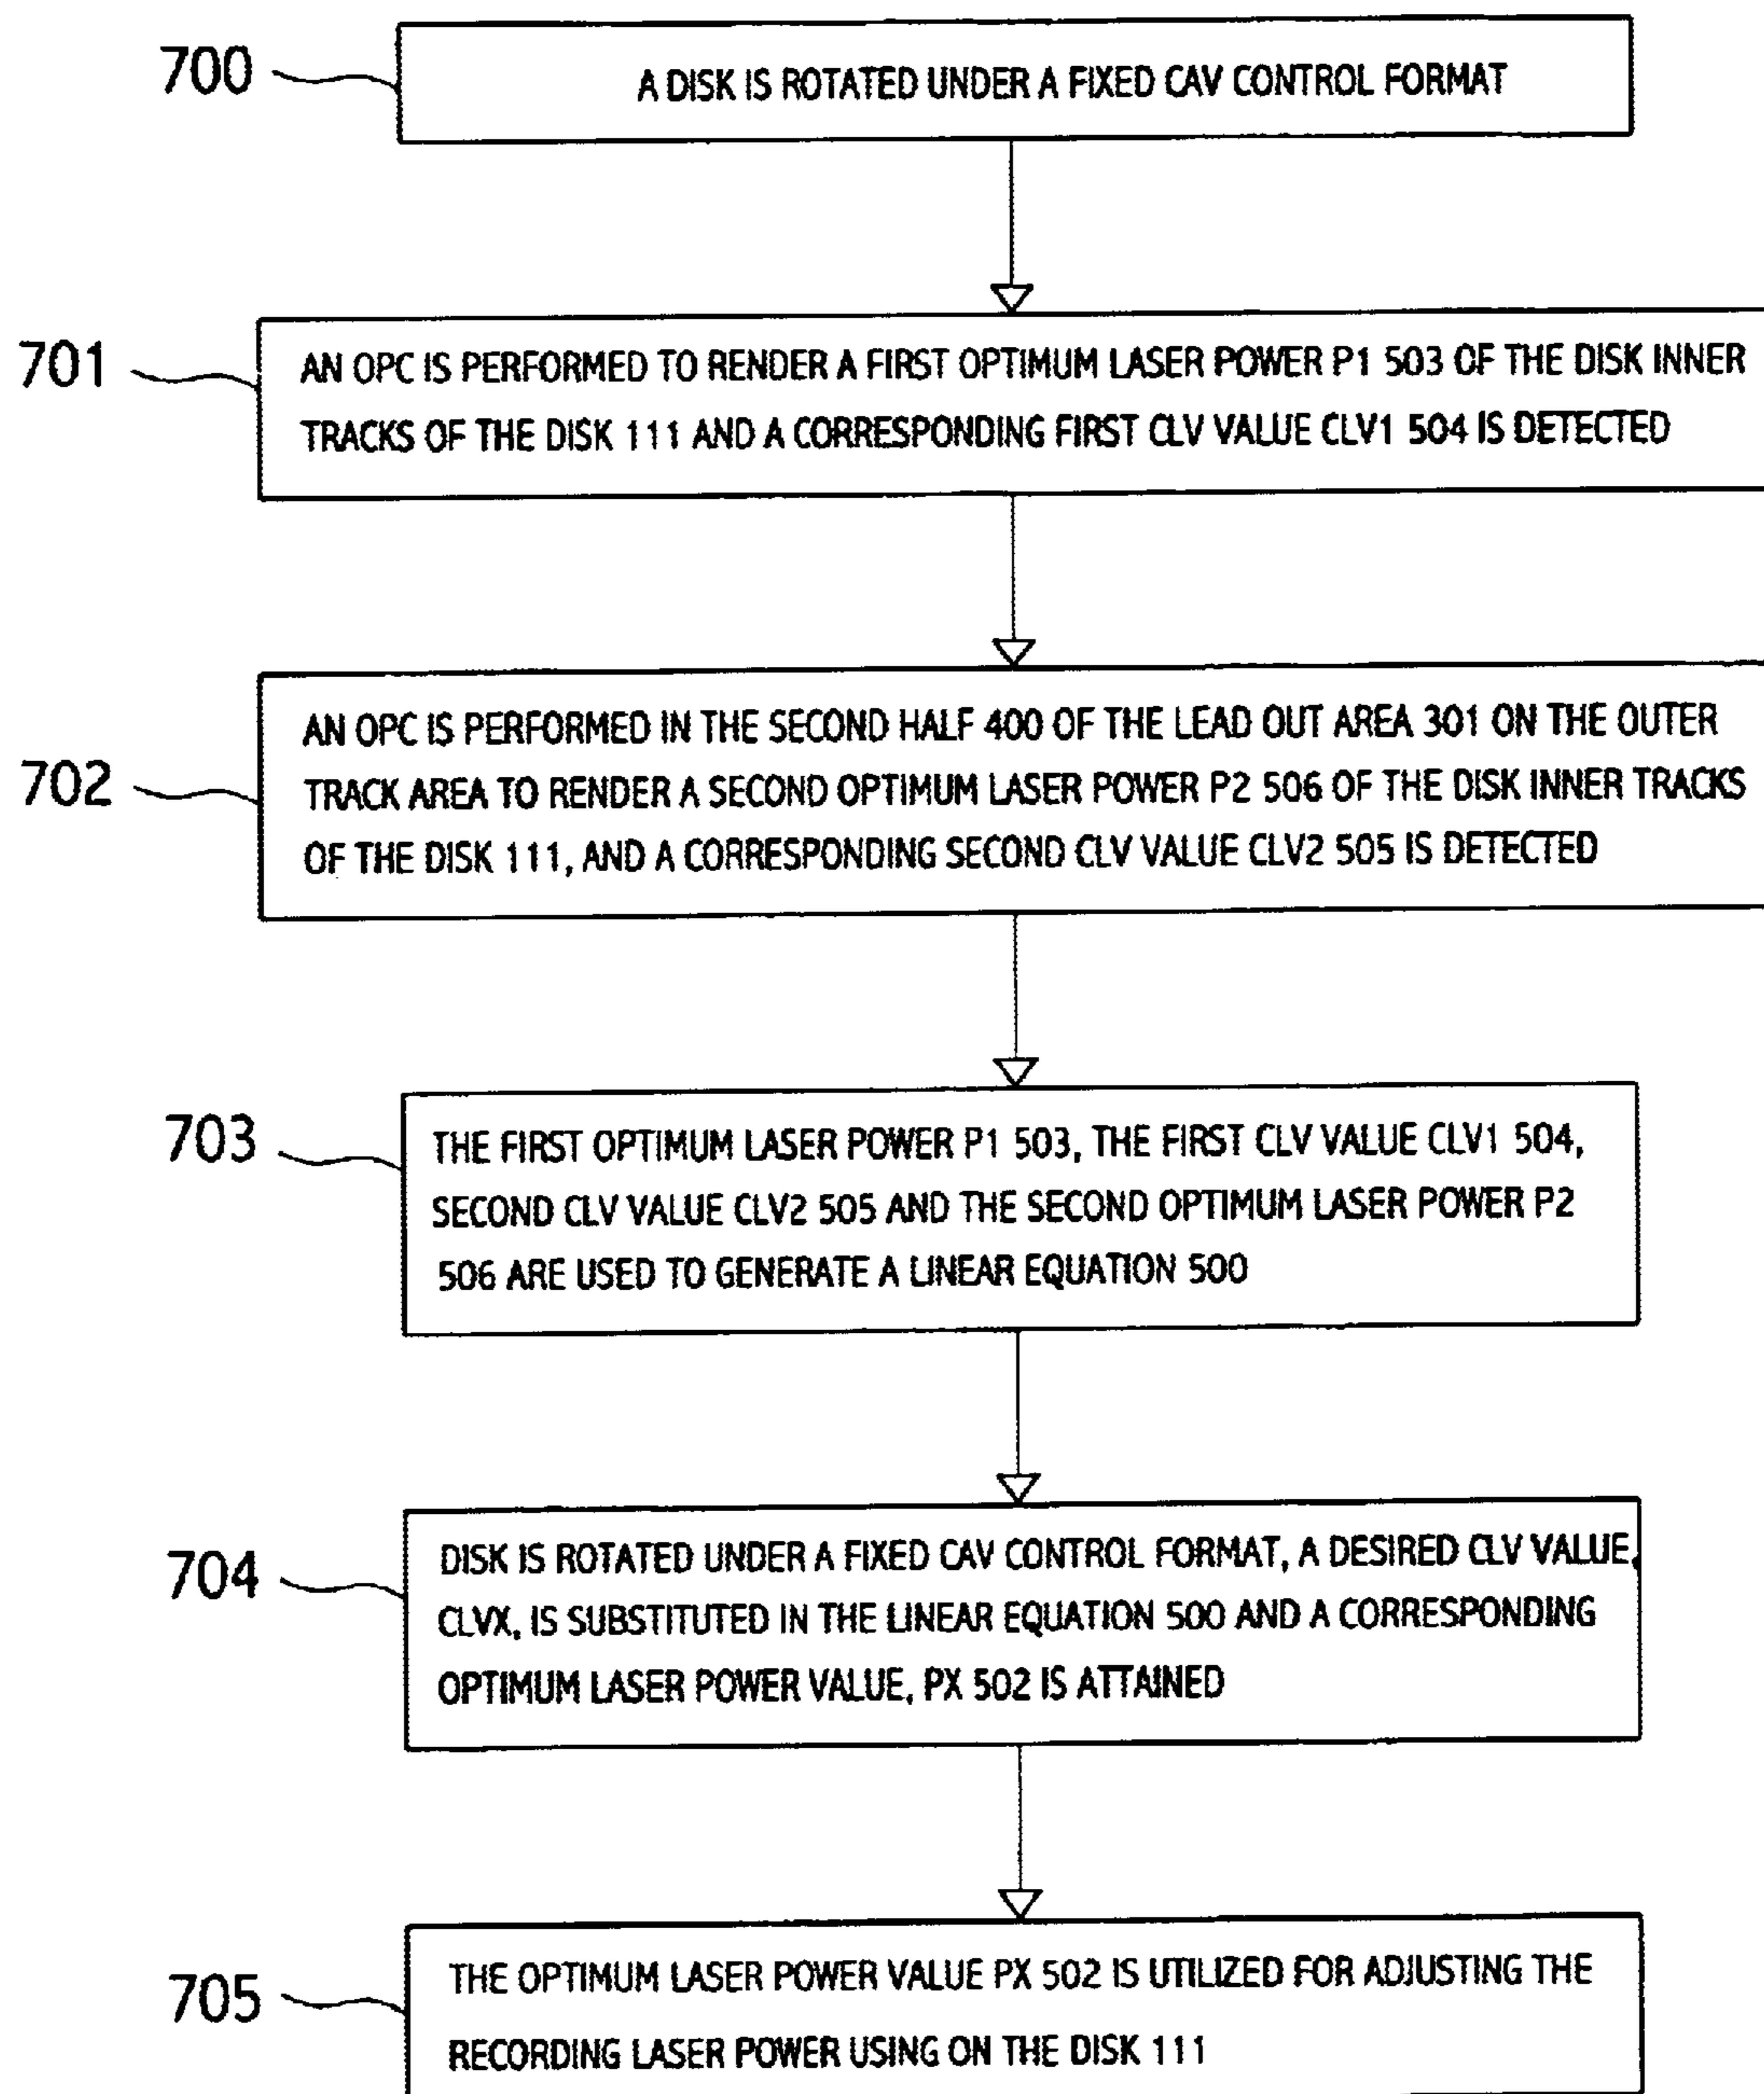 700
A DISK IS ROTATED UNDER A FIXED CAV CONTROL FORMAT
701
AN OPC IS PERFORMED TO RENDER A FIRST OPTIMUM LASER POWER P1 503 OF THE DISK INNER
TRACKS OF THE DISK 111 AND A CORRESPONDING FIRST CLV VALUE CLV1 504 IS DETECTED
702
AN OPC IS PERFORMED IN THE SECOND HALF 400 OF THE LEAD OUT AREA 301 ON THE OUTER
TRACK AREA TO RENDER A SECOND OPTIMUM LASER POWER P2 506 OF THE DISK INNER TRACKS
OF THE DISK 111, AND A CORRESPONDING SECOND CLV VALUE CLV2 505 IS DETECTED
703
THE FIRST OPTIMUM LASER POWER P1 503, THE FIRST CLV VALUE CLV1 504,
SECOND CLV VALUE CLV2 505 AND THE SECOND OPTIMUM LASER POWER P2
506 ARE USED TO GENERATE A LINEAR EQUATION 500
704
DISK IS ROTATED UNDER A FIXED CAV CONTROL FORMAT, A DESIRED CLV VALUE,
CLVX, IS SUBSTITUTED IN THE LINEAR EQUATION 500 AND A CORRESPONDING
OPTIMUM LASER POWER VALUE, PX 502 IS ATTAINED
705
THE OPTIMUM LASER POWER VALUE PX 502 IS UTILIZED FOR ADJUSTING THE
RECORDING LASER POWER USING ON THE DISK 111